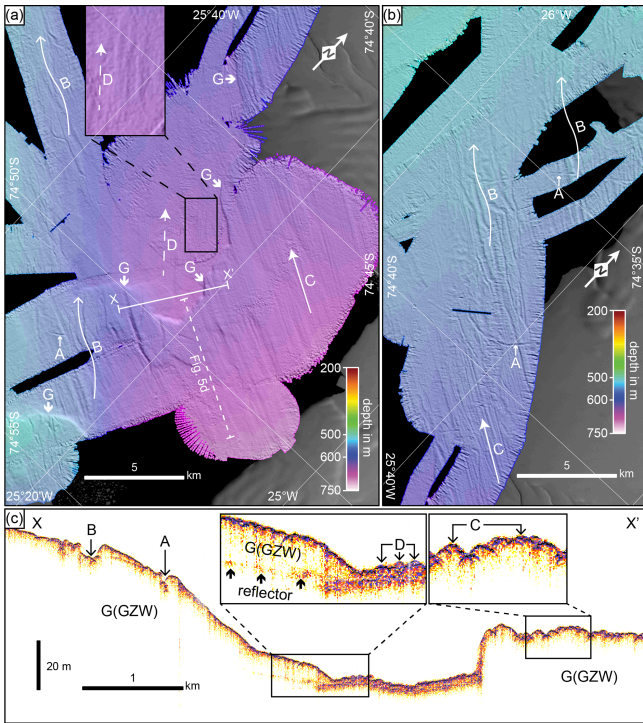 (a)
25°40'W
74°40'S
B
D
G
N
G
74°50'S
D
G
C
74°45'S
G
X
X'
A
B
Fig. 5d
G
74°55'S
200
500
600
750
depth in m
5
km
25°20'W
25°W
(b)
26°W
B
A
B
74°35'S
N
74°40'S
200
500
600
750
depth in m
A
C
5
km
25°40'W
(c)
X
B
A
G(GZW)
G(GZW)
D
reflector
C
X'
20 m
1
km
G(GZW)